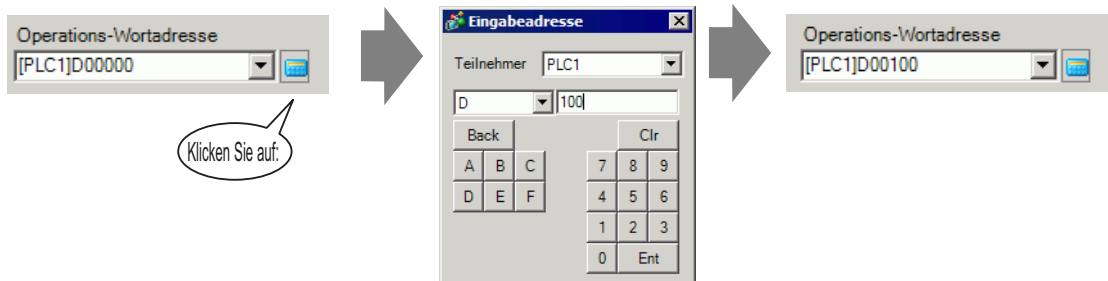 Operations-Wortadresse
[PLC1]D00000
Klicken Sie auf:
Eingabeadresse
Teilnehmer PLC1
D 100
Back Clr
A B C 7 8 9
D E F 4 5 6
1 2 3
0 Ent
Operations-Wortadresse
[PLC1]D00100